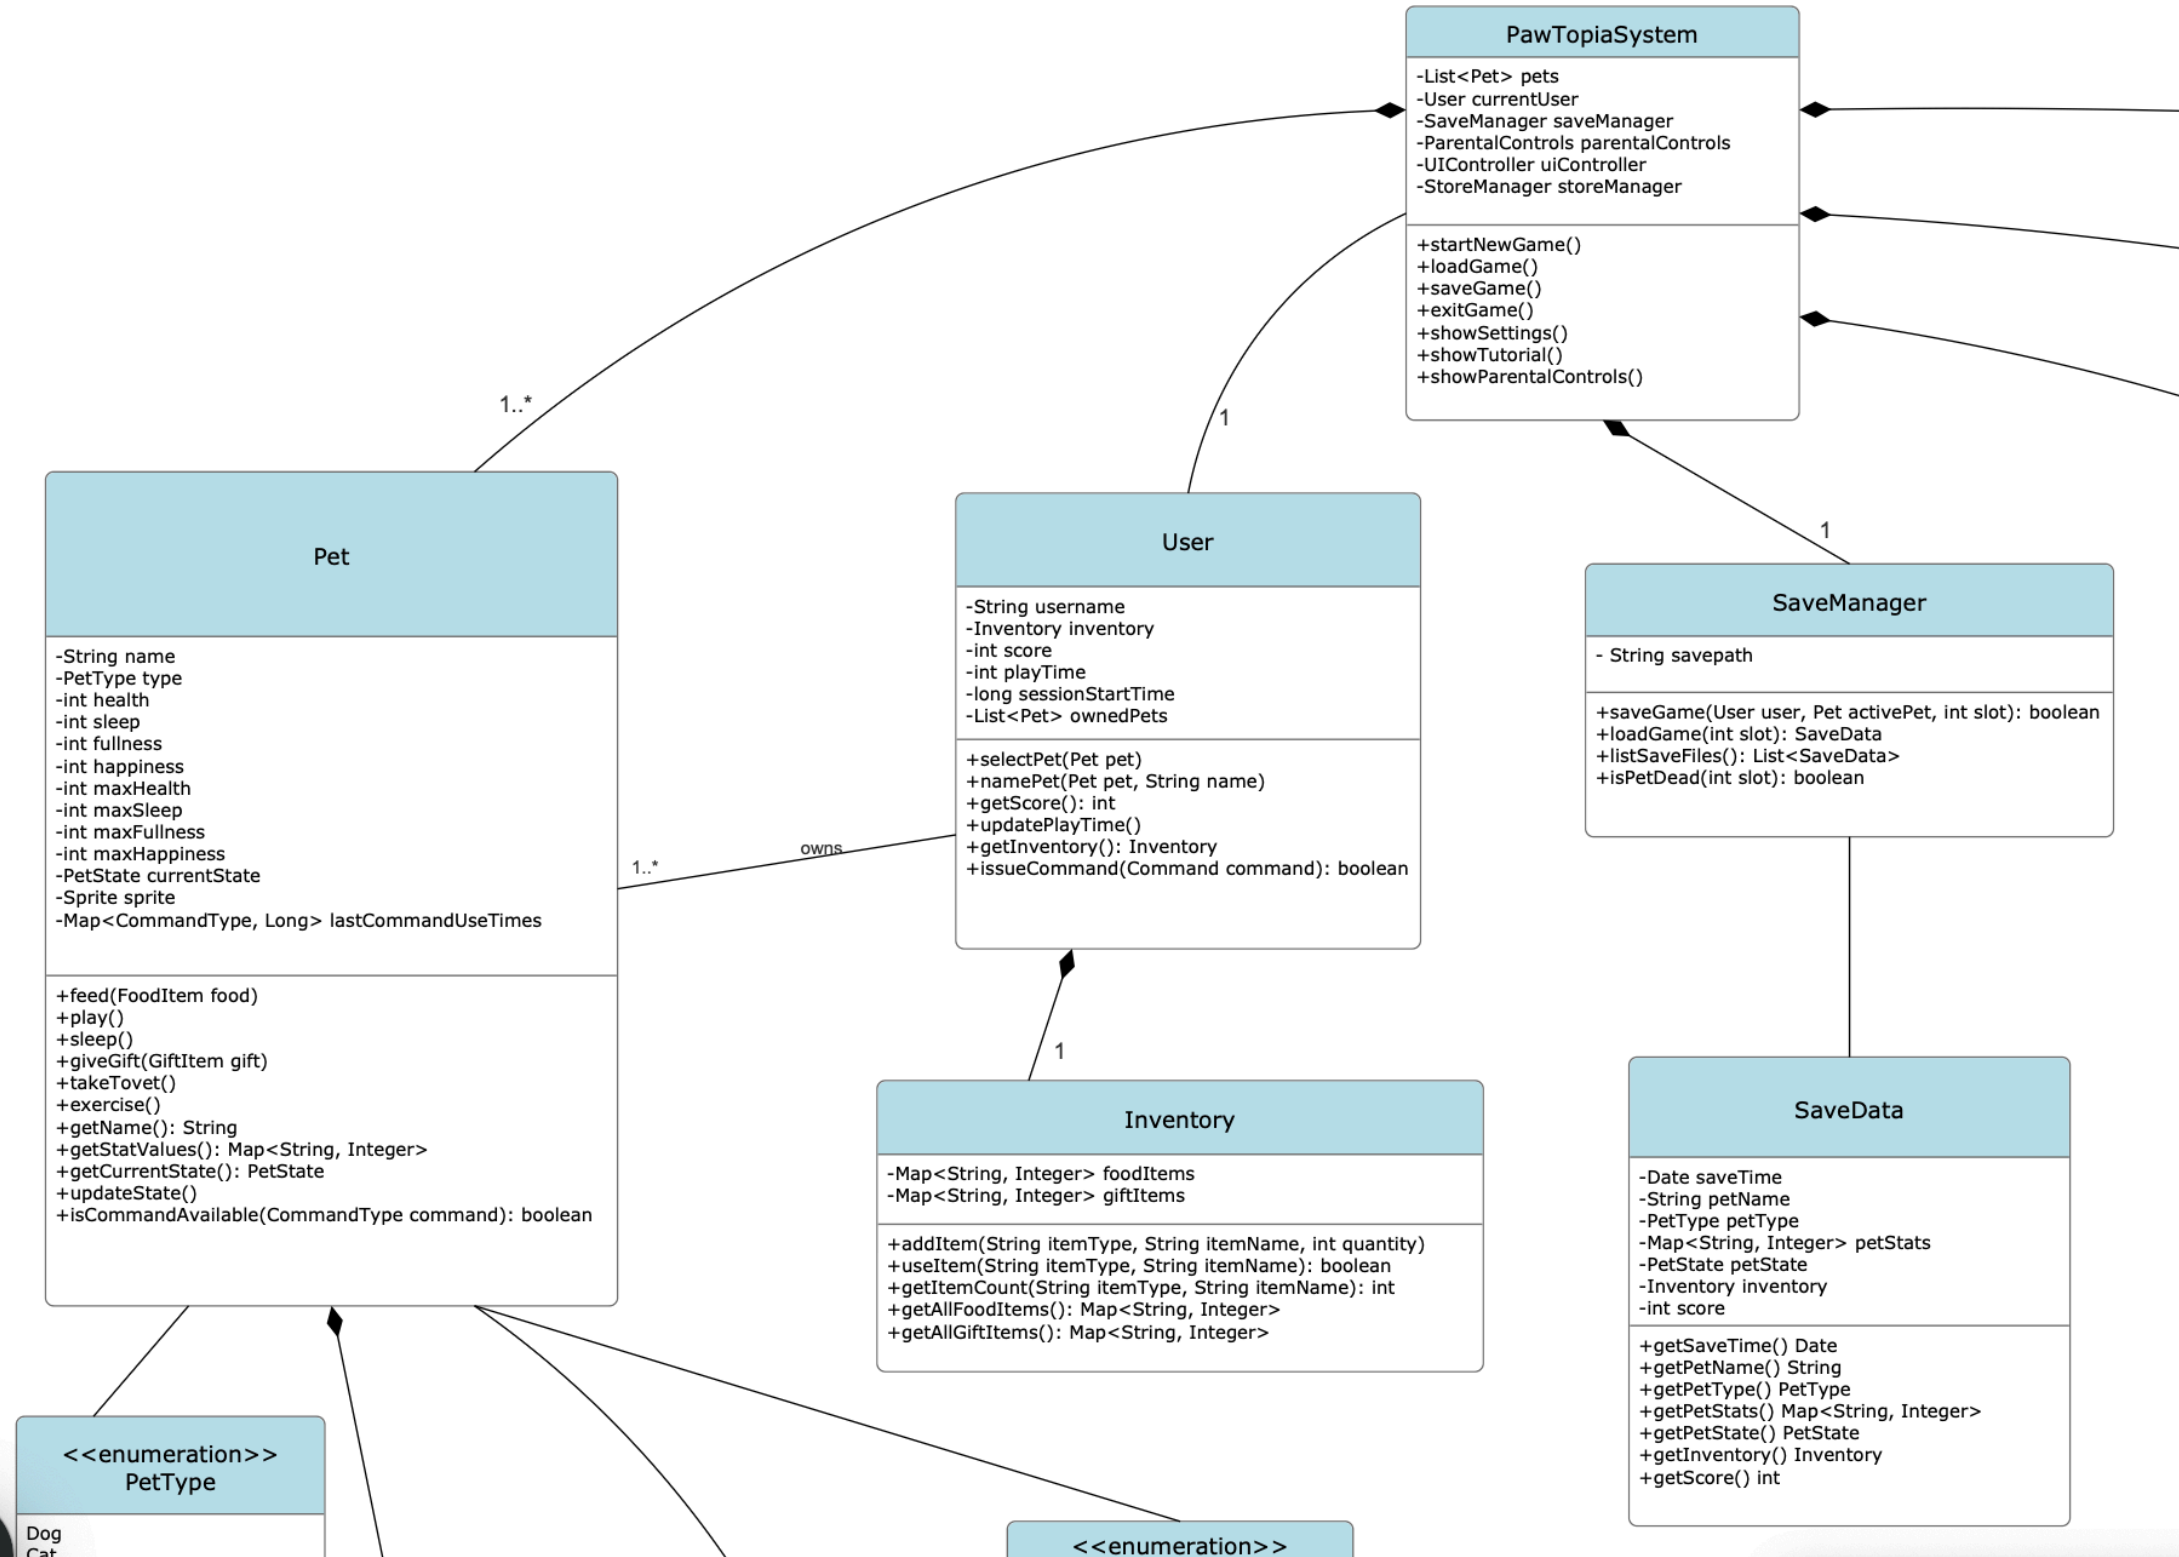 PawTopiaSystem
-List<Pet> pets
-User currentUser
-SaveManager saveManager
-ParentalControls parentalControls
-UIController uiController
-StoreManager storeManager
+startNewGame()
+loadGame()
+saveGame()
+exitGame()
+showSettings()
+showTutorial()
+showParentalControls()
1..*
1
1
Pet
-String name
-PetType type
-int health
-int sleep
-int fullness
-int happiness
-int maxHealth
-int maxSleep
-int maxFullness
-int maxHappiness
-PetState currentState
-Sprite sprite
-Map<CommandType, Long> lastCommandUseTimes
+feed(FoodItem food)
+play()
+sleep()
+giveGift(GiftItem gift)
+takeTovet()
+exercise()
+getName(): String
+getStatValues(): Map<String, Integer>
+getCurrentState(): PetState
+updateState()
+isCommandAvailable(CommandType command): boolean
1..*
owns
User
-String username
-Inventory inventory
-int score
-int playTime
-long sessionStartTime
-List<Pet> ownedPets
+selectPet(Pet pet)
+namePet(Pet pet, String name)
+getScore(): int
+updatePlayTime()
+getInventory(): Inventory
+issueCommand(Command command): boolean
SaveManager
- String savepath
+saveGame(User user, Pet activePet, int slot): boolean
+loadGame(int slot): SaveData
+listSaveFiles(): List<SaveData>
+isPetDead(int slot): boolean
1
Inventory
-Map<String, Integer> foodItems
-Map<String, Integer> giftItems
+addItem(String itemType, String itemName, int quantity)
+useItem(String itemType, String itemName): boolean
+getItemCount(String itemType, String itemName): int
+getAllFoodItems(): Map<String, Integer>
+getAllGiftItems(): Map<String, Integer>
SaveData
-Date saveTime
-String petName
-PetType petType
-Map<String, Integer> petStats
-PetState petState
-Inventory inventory
-int score
+getSaveTime() Date
+getPetName() String
+getPetType() PetType
+getPetStats() Map<String, Integer>
+getPetState() PetState
+getInventory() Inventory
+getScore() int
<<enumeration>>
PetType
Dog
Cat
<<enumeration>>